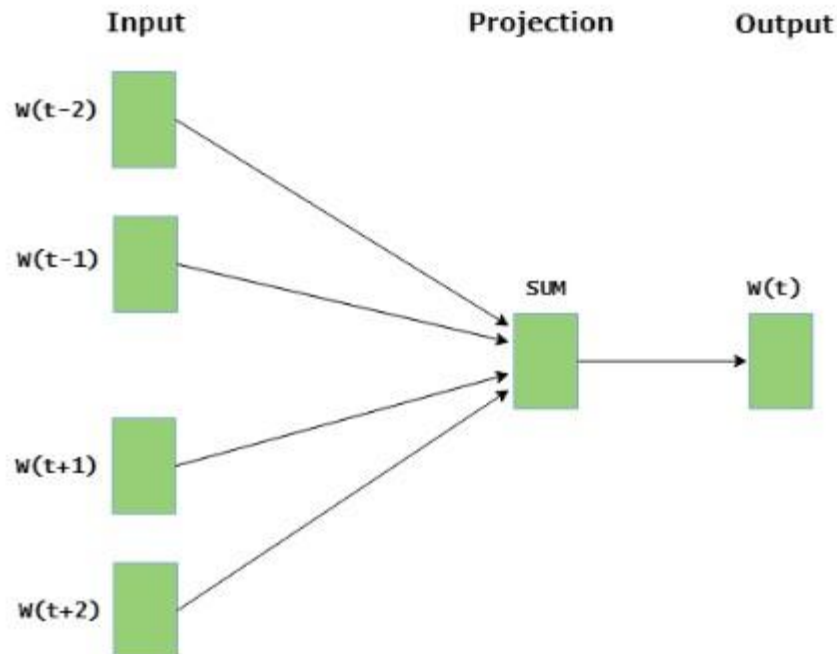 Input Projection Output
W(t-2)
W(t-1)
SUM W(t)
W(t+1)
W(t+2)